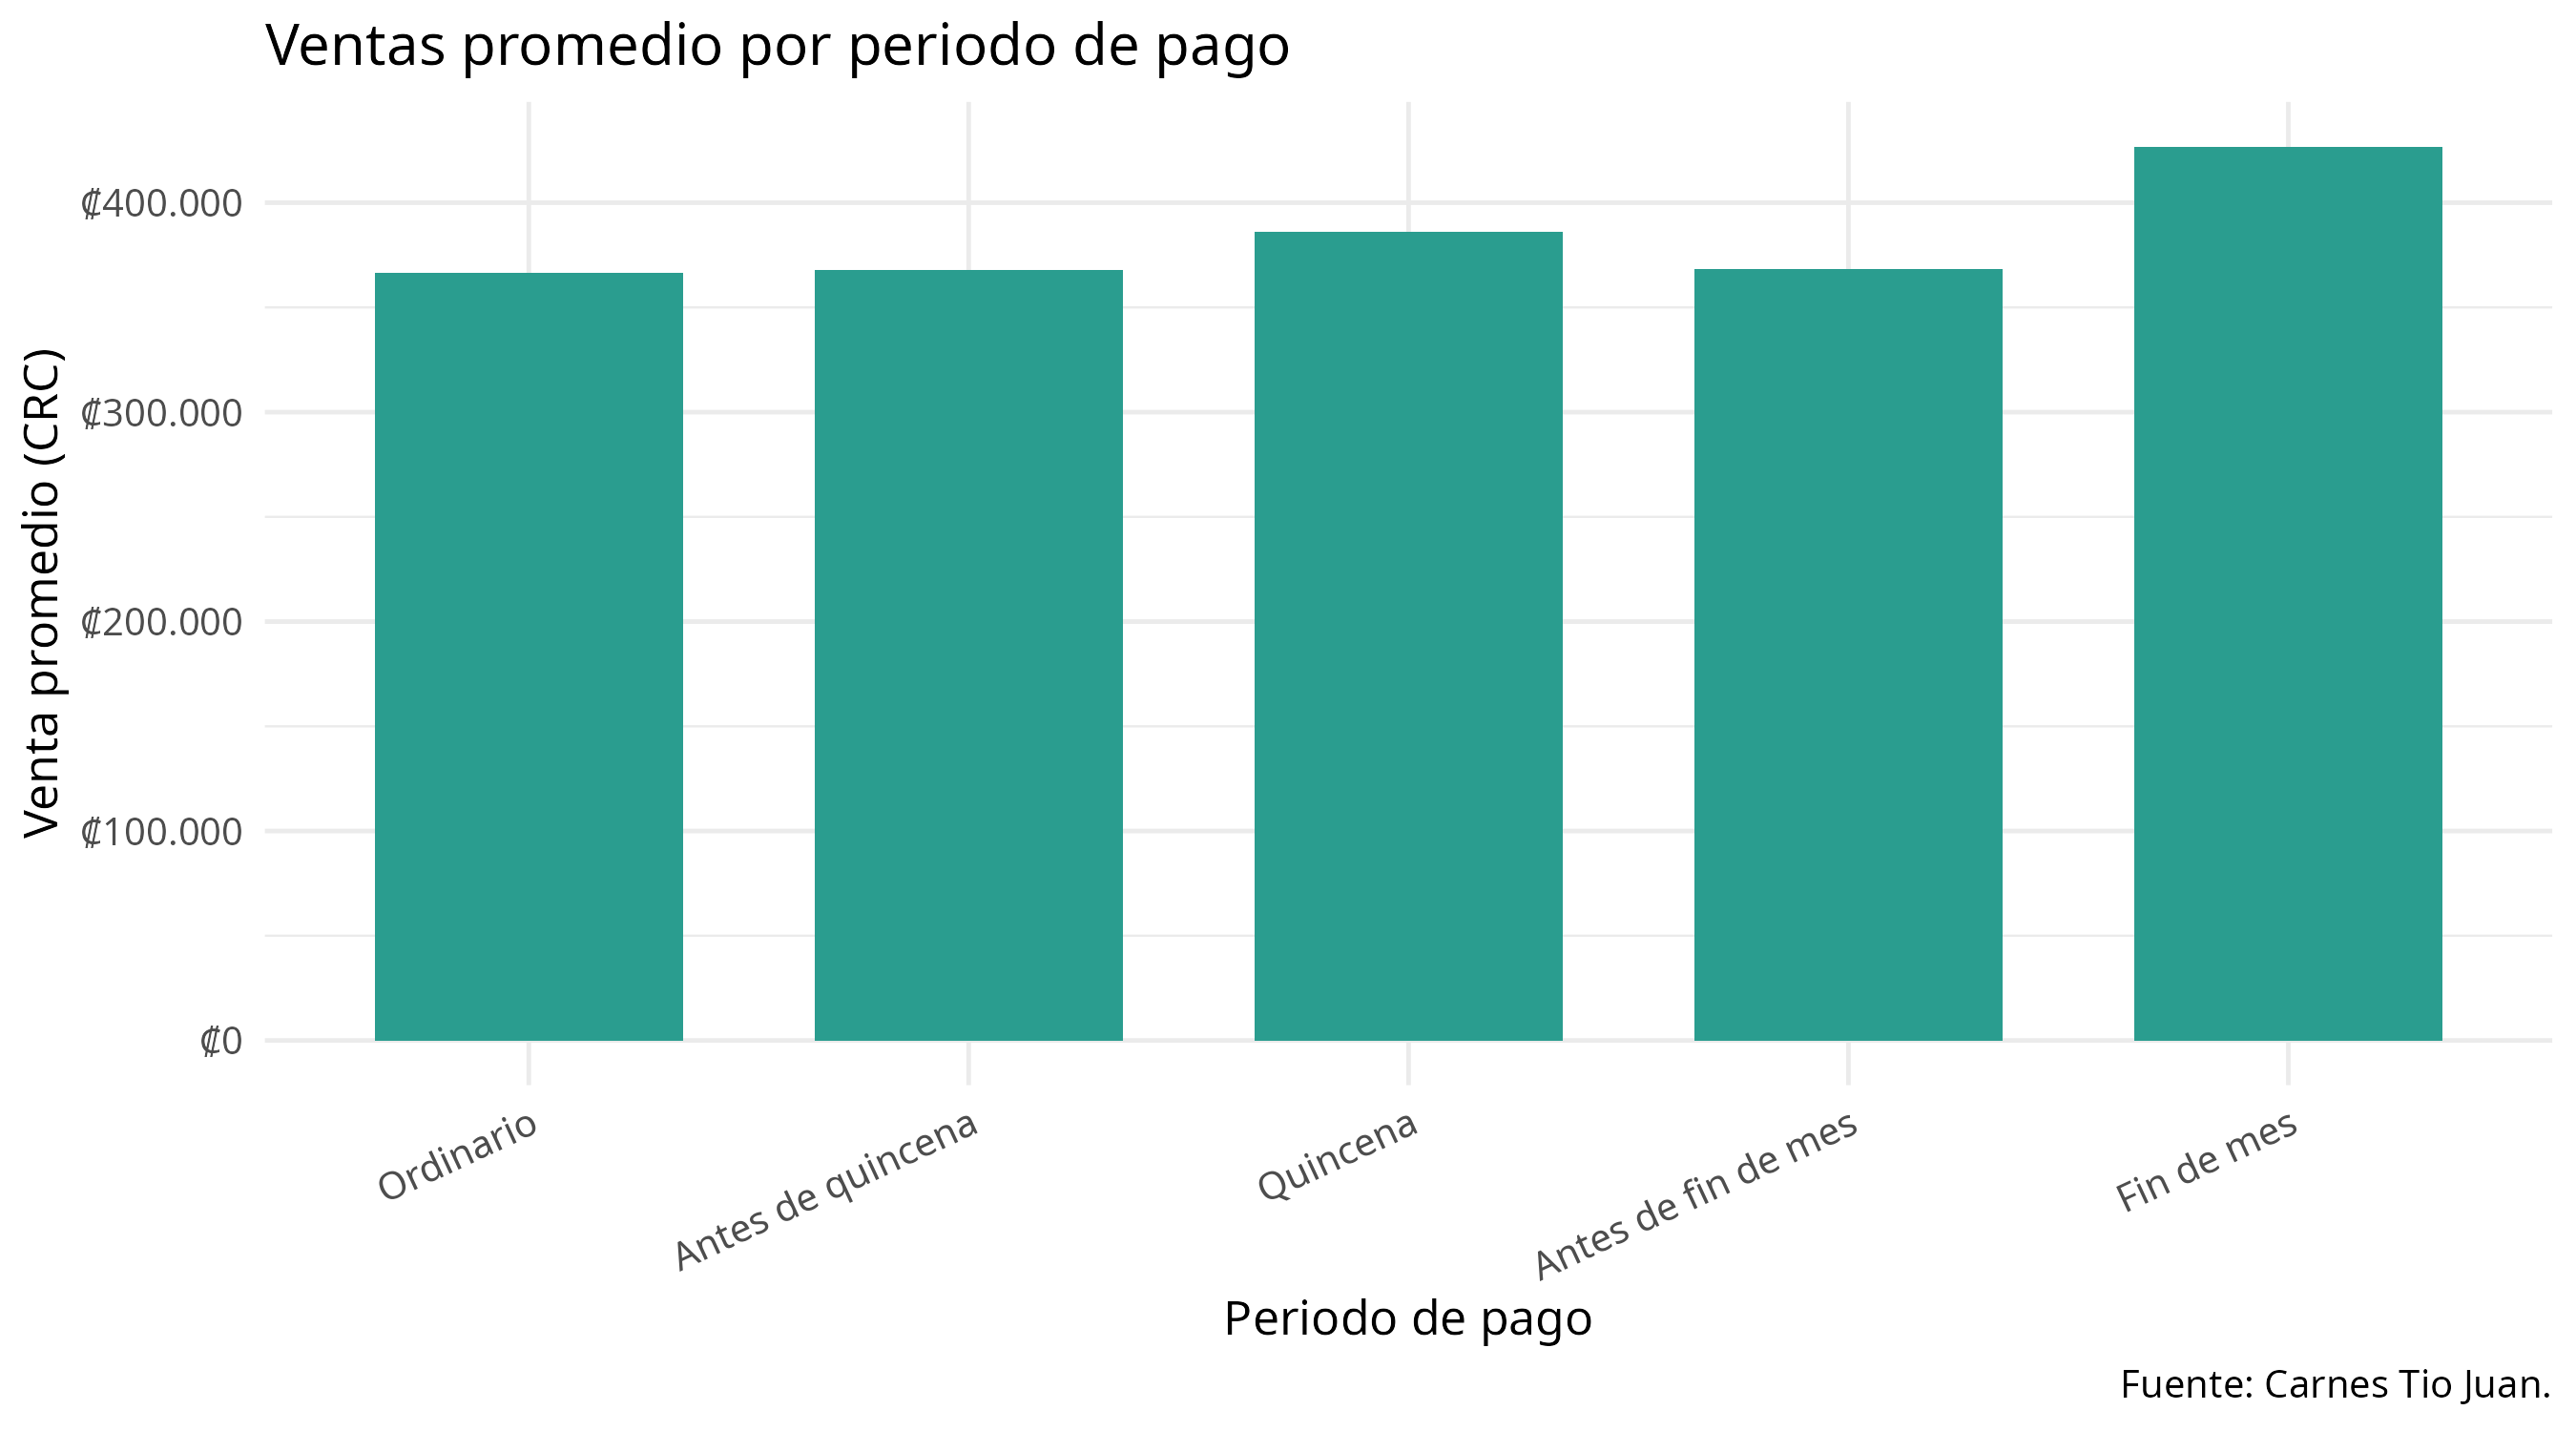 Ventas promedio por periodo de pago
Venta promedio (CRC)
₡400.000
₡300.000
₡200.000
₡100.000
₡0
Ordinario
Antes de quincena
Quincena
Antes de fin de mes
Fin de mes
Periodo de pago
Fuente: Carnes Tio Juan.